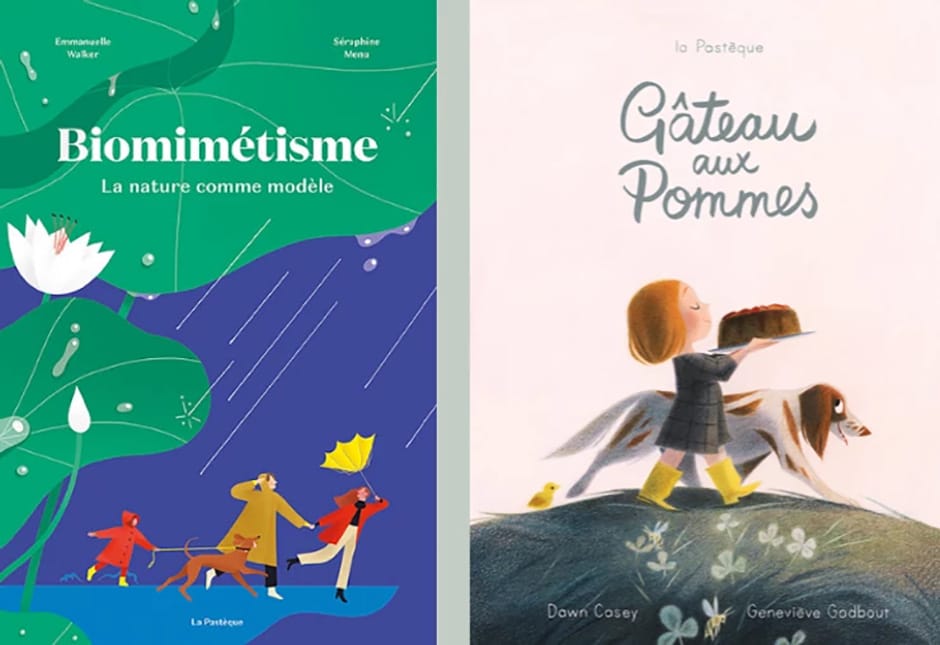 Emmanuelle
Walker
Séraphine
Menu
Biomimétisme
La nature comme modèle
La Pastèque
la Pastèque
Gâteau
aux
Pommes
Dawn Casey
Geneviève Godbout